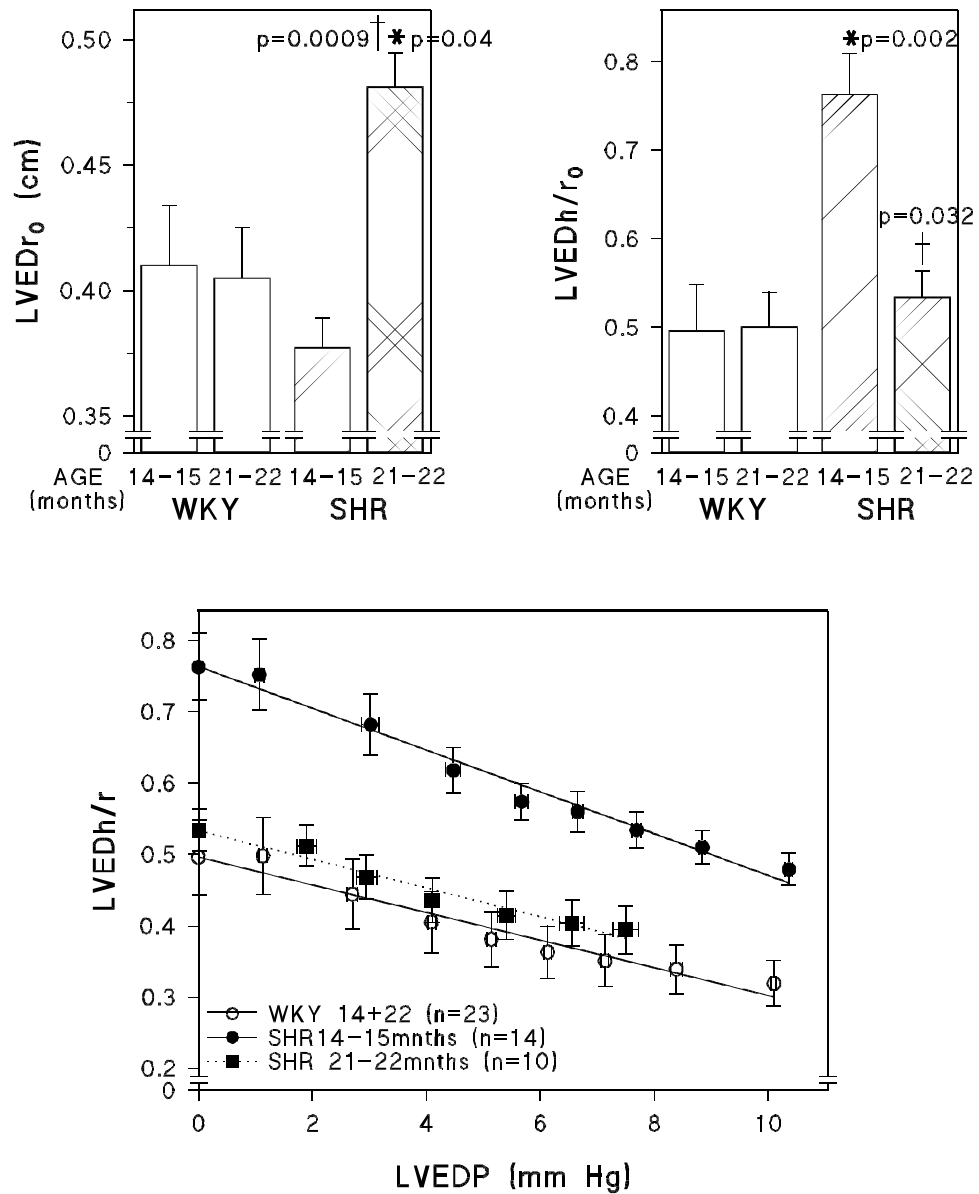 0.50
0.45
0.40
0.35
0
LVEDr0 (cm)
p=0.0009† *p=0.04
AGE 14-15 21-22 14-15 21-22
(months)
WKY SHR
0.8
0.7
0.6
0.5
0.4
0
LVEDh/r0
*p=0.002
p=0.032
†
AGE 14-15 21-22 14-15 21-22
(months)
WKY SHR
0.8
0.7
0.6
0.5
0.4
0.3
0.2
0
LVEDh/r
WKY 14+22 (n=23)
SHR14-15mnths (n=14)
SHR 21-22mnths (n=10)
0 2 4 6 8 10
LVEDP (mm Hg)